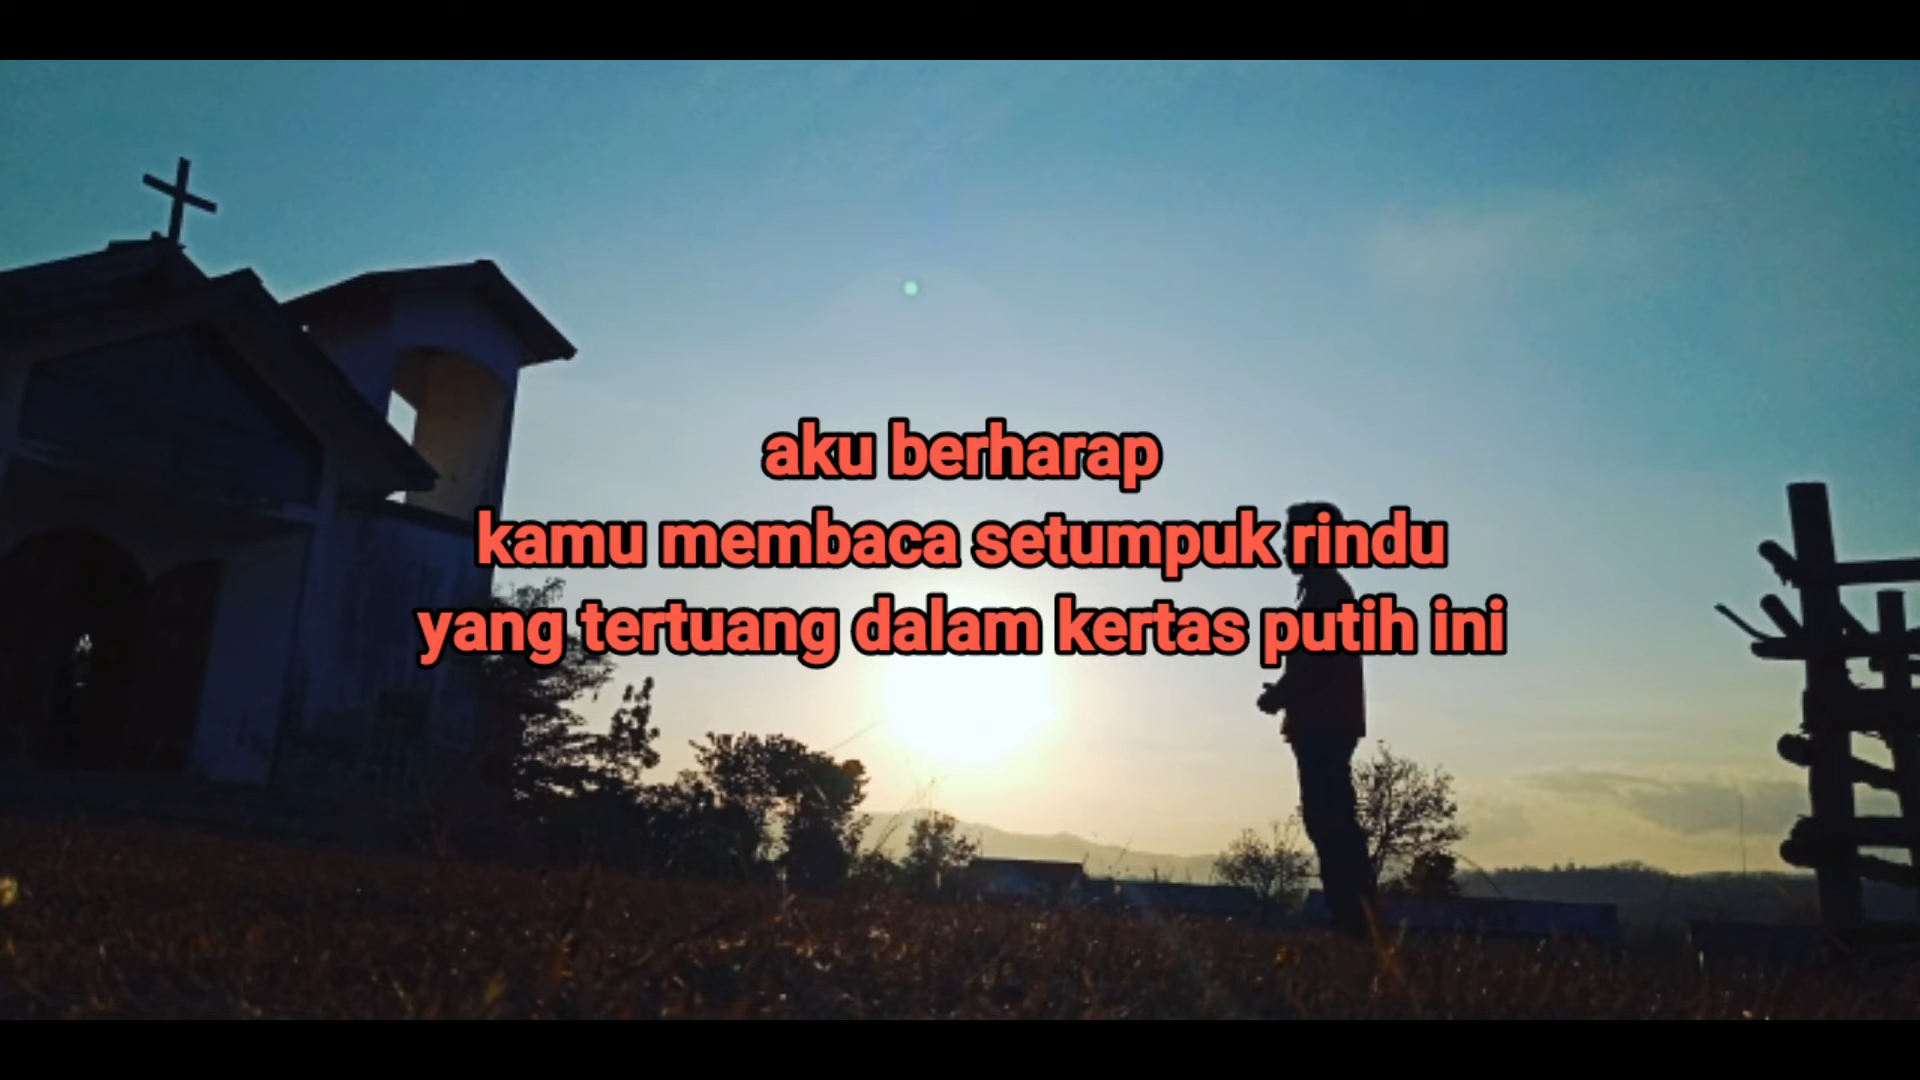 aku berharap
kamu membaca setumpuk rindu
yang tertuang dalam kertas putih ini